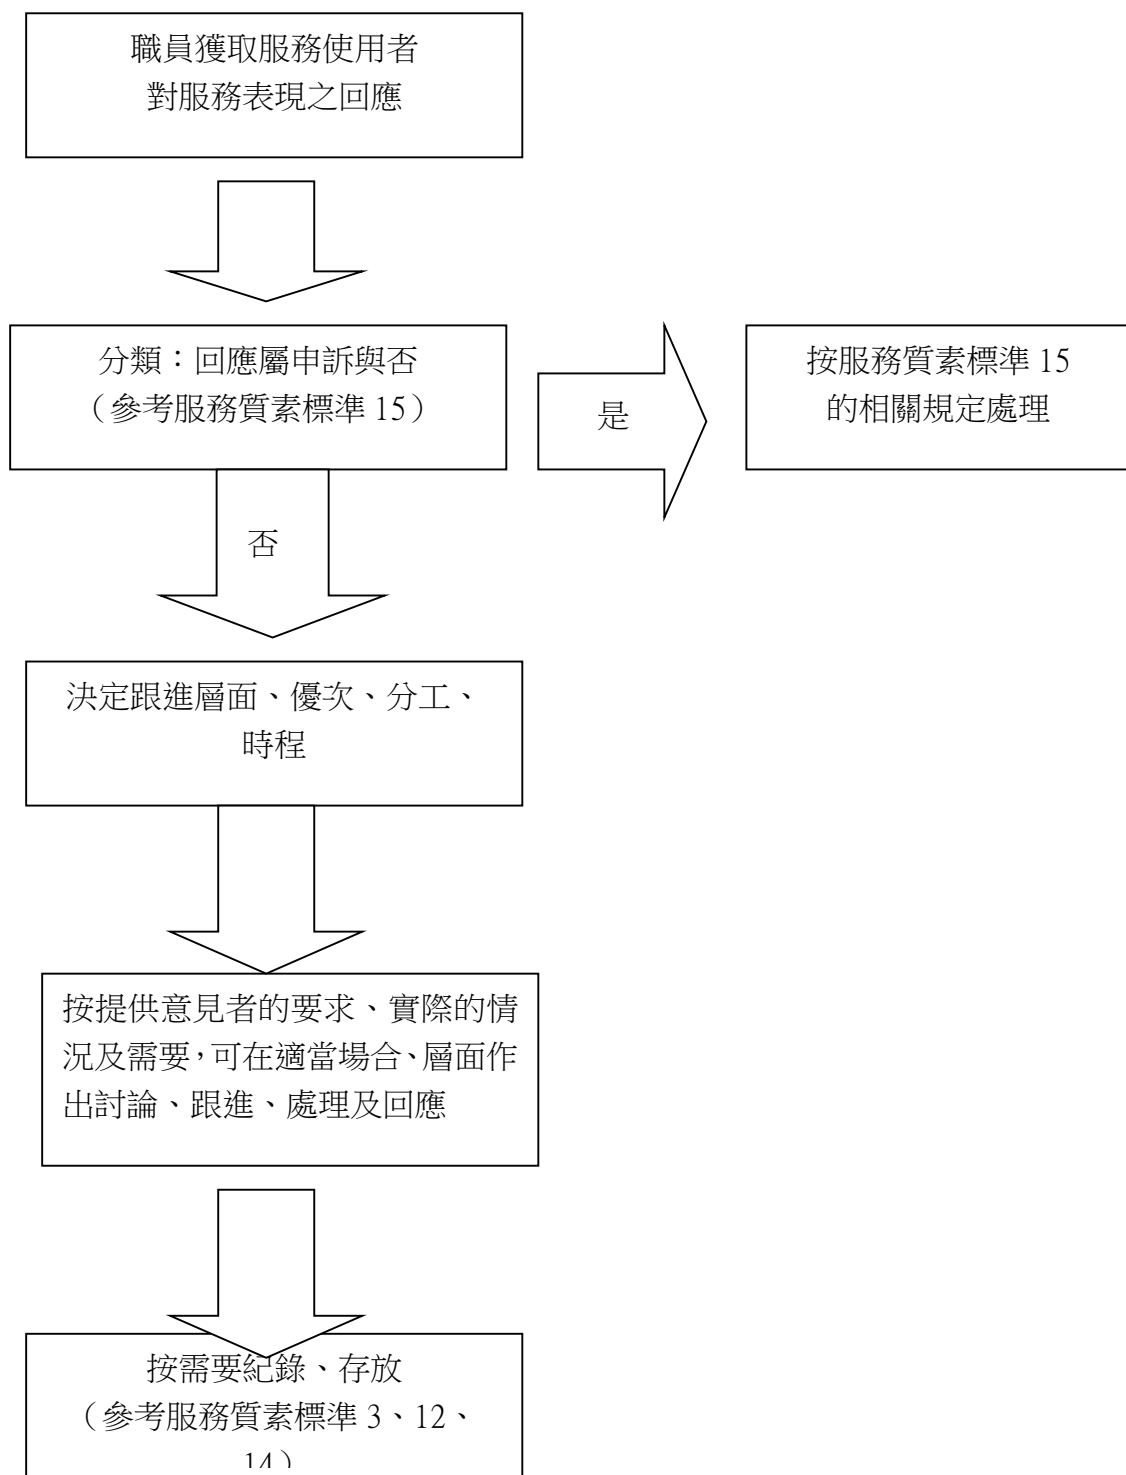 職員獲取服務使用者
對服務表現之回應
分類：回應屬申訴與否
（參考服務質素標準 15）
是
按服務質素標準 15
的相關規定處理
否
決定跟進層面、優次、分工、
時程
按提供意見者的要求、實際的情
況及需要，可在適當場合、層面作
出討論、跟進、處理及回應
按需要紀錄、存放
（參考服務質素標準 3、12、
14）